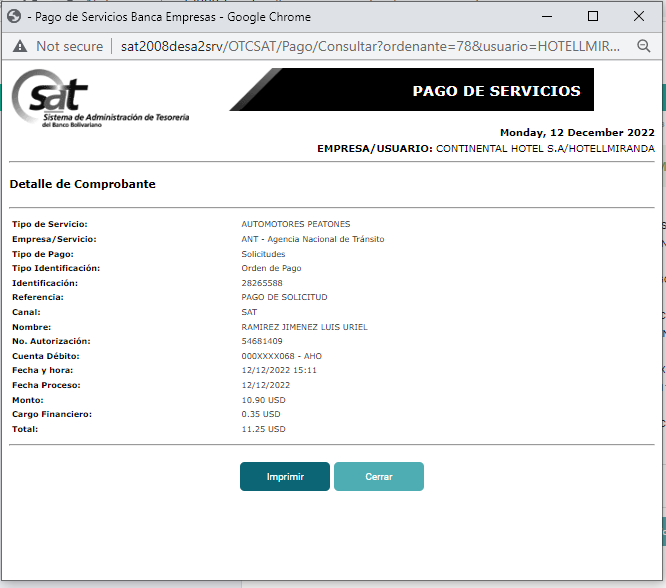 - Pago de Servicios Banca Empresas - Google Chrome
Not secure | sat2008desa2srv/OTCSAT/Pago/Consultar?ordenante=78&usuario=HOTELLMIR...
sat
Sistema de Administración de Tesorería
del Banco Bolivariano
PAGO DE SERVICIOS
Monday, 12 December 2022
EMPRESA/USUARIO: CONTINENTAL HOTEL S.A/HOTELLMIRANDA
Detalle de Comprobante
Tipo de Servicio: AUTOMOTORES PEATONES
Empresa/Servicio: ANT - Agencia Nacional de Tránsito
Tipo de Pago: Solicitudes
Tipo Identificación: Orden de Pago
Identificación: 28265588
Referencia: PAGO DE SOLICITUD
Canal: SAT
Nombre: RAMIREZ JIMENEZ LUIS URIEL
No. Autorización: 54681409
Cuenta Débito: 000XXXX068 - AHO
Fecha y hora: 12/12/2022 15:11
Fecha Proceso: 12/12/2022
Monto: 10.90 USD
Cargo Financiero: 0.35 USD
Total: 11.25 USD
Imprimir Cerrar